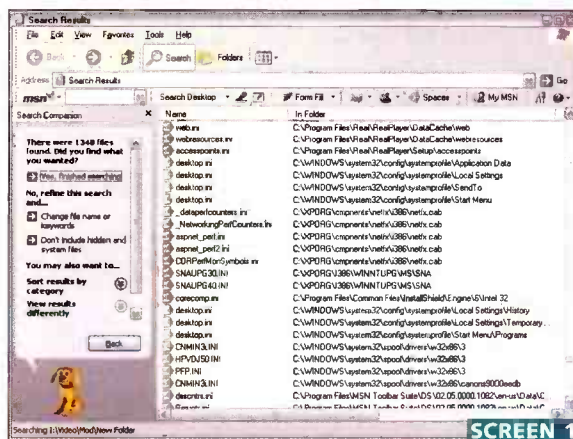 Search Results
File Edit View Favorites Tools Help
Back Search Folders
Address Search Results Go
msn Search Desktop Form Fill Spaces My MSN
Search Companion
There were 1348 files found. Did you find what you wanted?
Yes, finished searching
No, refine this search and...
Change file name or keywords
Don't include hidden and system files
You may also want to...
Sort results by category
View results differently
Back
Name In Folder
web.ini C:\Program Files\Real\RealPlayer\DataCache\web
webresources.ini C:\Program Files\Real\RealPlayer\DataCache\webresources
accesspoints.ini C:\Program Files\Real\RealPlayer\Setup\accesspoints
desktop.ini C:\WINDOWS\system32\config\systemprofile\Application Data
desktop.ini C:\WINDOWS\system32\config\systemprofile\Local Settings
desktop.ini C:\WINDOWS\system32\config\systemprofile\SendTo
desktop.ini C:\WINDOWS\system32\config\systemprofile\Start Menu
_dataperfcounters.ini C:\XPORG\cmpnents\netfx\i386\netfx.cab
_NetworkingPerfCounters.ini C:\XPORG\cmpnents\netfx\i386\netfx.cab
aspnet_perf.ini C:\XPORG\cmpnents\netfx\i386\netfx.cab
aspnet_perf2.ini C:\XPORG\cmpnents\netfx\i386\netfx.cab
CORPerfMonSymbols.ini C:\XPORG\cmpnents\netfx\i386\netfx.cab
SNAUPG30.INI C:\XPORG\I386\WINNTUPG\MS\SNA
SNAUPG40.INI C:\XPORG\I386\WINNTUPG\MS\SNA
corecomp.ini C:\Program Files\Common Files\InstallShield\Engine\6\Intel 32
desktop.ini C:\WINDOWS\system32\config\systemprofile\Local Settings\History
desktop.ini C:\WINDOWS\system32\config\systemprofile\Local Settings\Temporary...
desktop.ini C:\WINDOWS\system32\config\systemprofile\Start Menu\Programs
CNMIN3.INI C:\WINDOWS\system32\spool\drivers\w32x86\3
HPVDJ50.INI C:\WINDOWS\system32\spool\drivers\w32x86\3
PFP.INI C:\WINDOWS\system32\spool\drivers\w32x86\3
CNMIN3.INI C:\WINDOWS\system32\spool\drivers\w32x86\canons9000aedb
descntrs.ini C:\Program Files\MSN Toolbar Suite\DS\02.05.0000.1082\en-us\Data\C
Searching I:\Video\Mod\New Folder
SCREEN 1